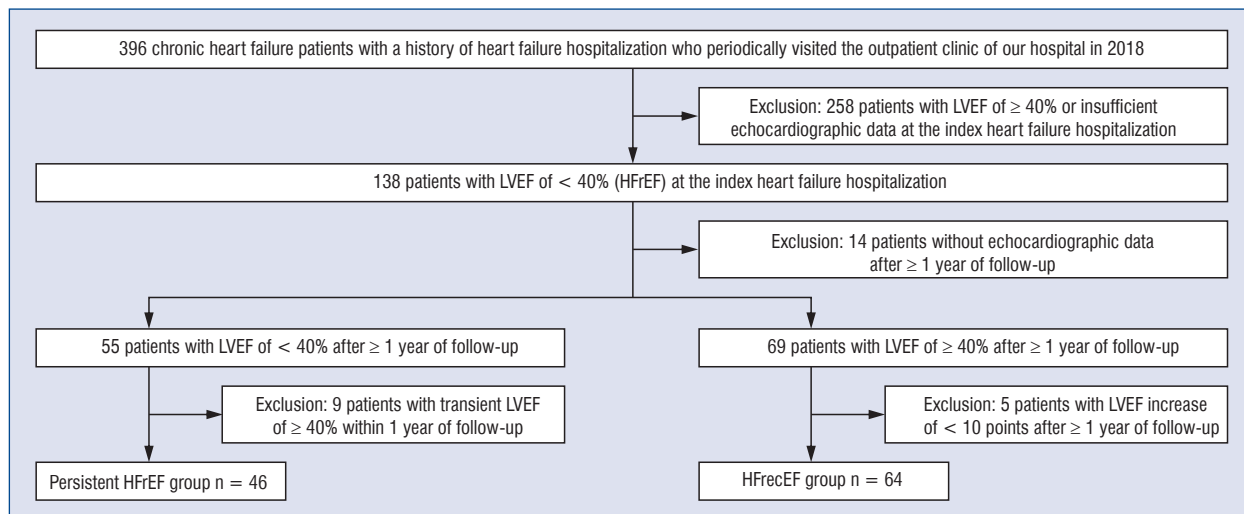 396 chronic heart failure patients with a history of heart failure hospitalization who periodically visited the outpatient clinic of our hospital in 2018
Exclusion: 258 patients with LVEF of ≥ 40% or insufficient
echocardiographic data at the index heart failure hospitalization
138 patients with LVEF of < 40% (HFrEF) at the index heart failure hospitalization
Exclusion: 14 patients without echocardiographic data
after ≥ 1 year of follow-up
55 patients with LVEF of < 40% after ≥ 1 year of follow-up
69 patients with LVEF of ≥ 40% after ≥ 1 year of follow-up
Exclusion: 9 patients with transient LVEF
of ≥ 40% within 1 year of follow-up
Exclusion: 5 patients with LVEF increase
of < 10 points after ≥ 1 year of follow-up
Persistent HFrEF group n = 46
HFrecEF group n = 64